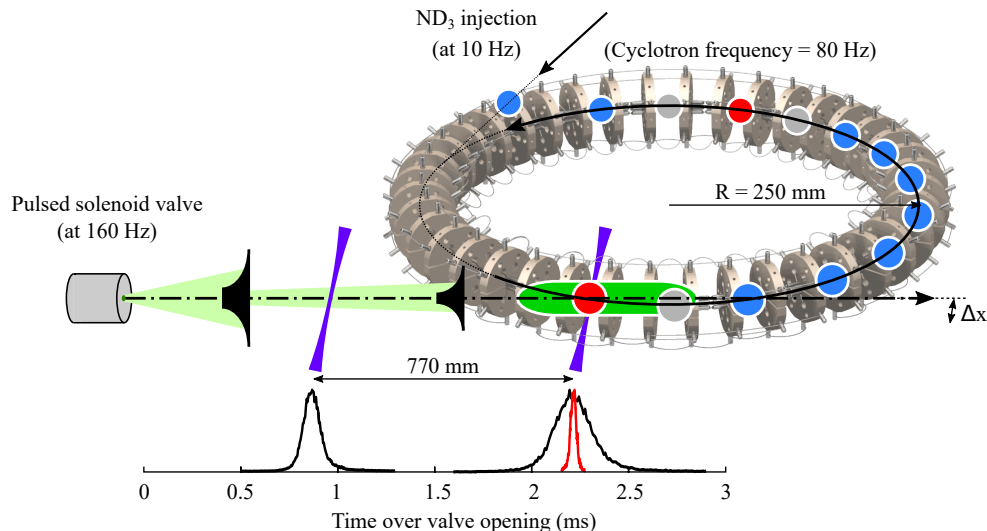 ND₃ injection
(at 10 Hz)
(Cyclotron frequency = 80 Hz)
R = 250 mm
Pulsed solenoid valve
(at 160 Hz)
Δx
770 mm
0 0.5 1 1.5 2 2.5 3
Time over valve opening (ms)